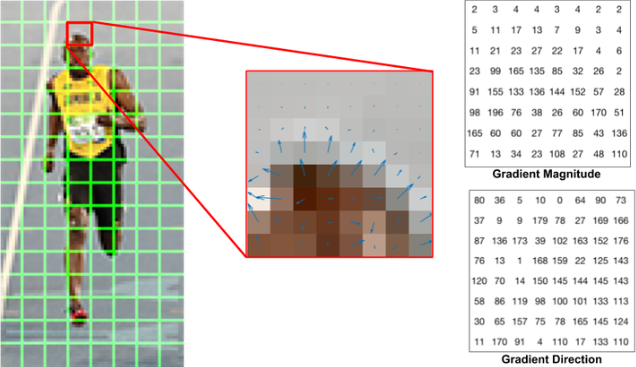 2 3 4 4 3 4 2 2
5 11 17 13 7 9 3 4
11 21 23 27 22 17 4 6
23 99 165 135 85 32 26 2
91 155 133 136 144 152 57 28
98 196 76 38 26 60 170 51
165 60 60 27 77 85 43 136
71 13 34 23 108 27 48 110
Gradient Magnitude
80 36 5 10 0 64 90 73
37 9 9 179 78 27 169 166
87 136 173 39 102 163 152 176
76 13 1 168 159 22 125 143
120 70 14 150 145 144 145 143
58 86 119 98 100 101 133 113
30 65 157 75 78 165 145 124
11 170 91 4 110 17 133 110
Gradient Direction